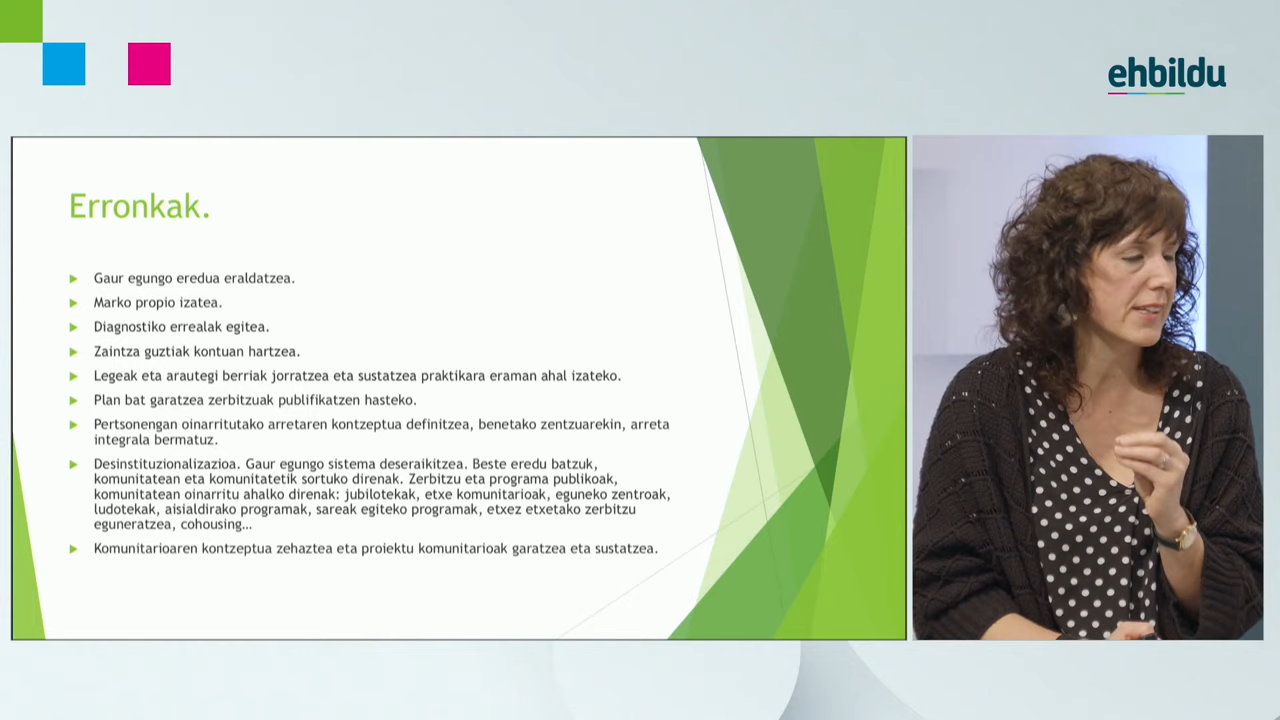 ehbildu
Erronkak.
Gaur egungo eredua eraldatzea.
Marko propio izatea.
Diagnostiko errealak egitea.
Zaintza guztiak kontuan hartzea.
Legeak eta arautegi berriak jorratzea eta sustatzea praktikara eraman ahal izateko.
Plan bat garatzea zerbitzuak publifikatzen hasteko.
Pertsonengan oinarritutako arretaren kontzeptua definitzea, benetako zentzuarekin, arreta
integrala bermatuz.
Desinstituzionalizazioa. Gaur egungo sistema deseraikitzea. Beste eredu batzuk,
komunitatean eta komunitatetik sortuko direnak. Zerbitzu eta programa publikoak,
komunitatean oinarritu ahalko direnak: jubilotekak, etxe komunitarioak, eguneko zentroak,
ludotekak, aisialdirako programak, sareak egiteko programak, etxez etxetako zerbitzu
eguneratzea, cohousing…
Komunitarioaren kontzeptua zehaztea eta proiektu komunitarioak garatzea eta sustatzea.